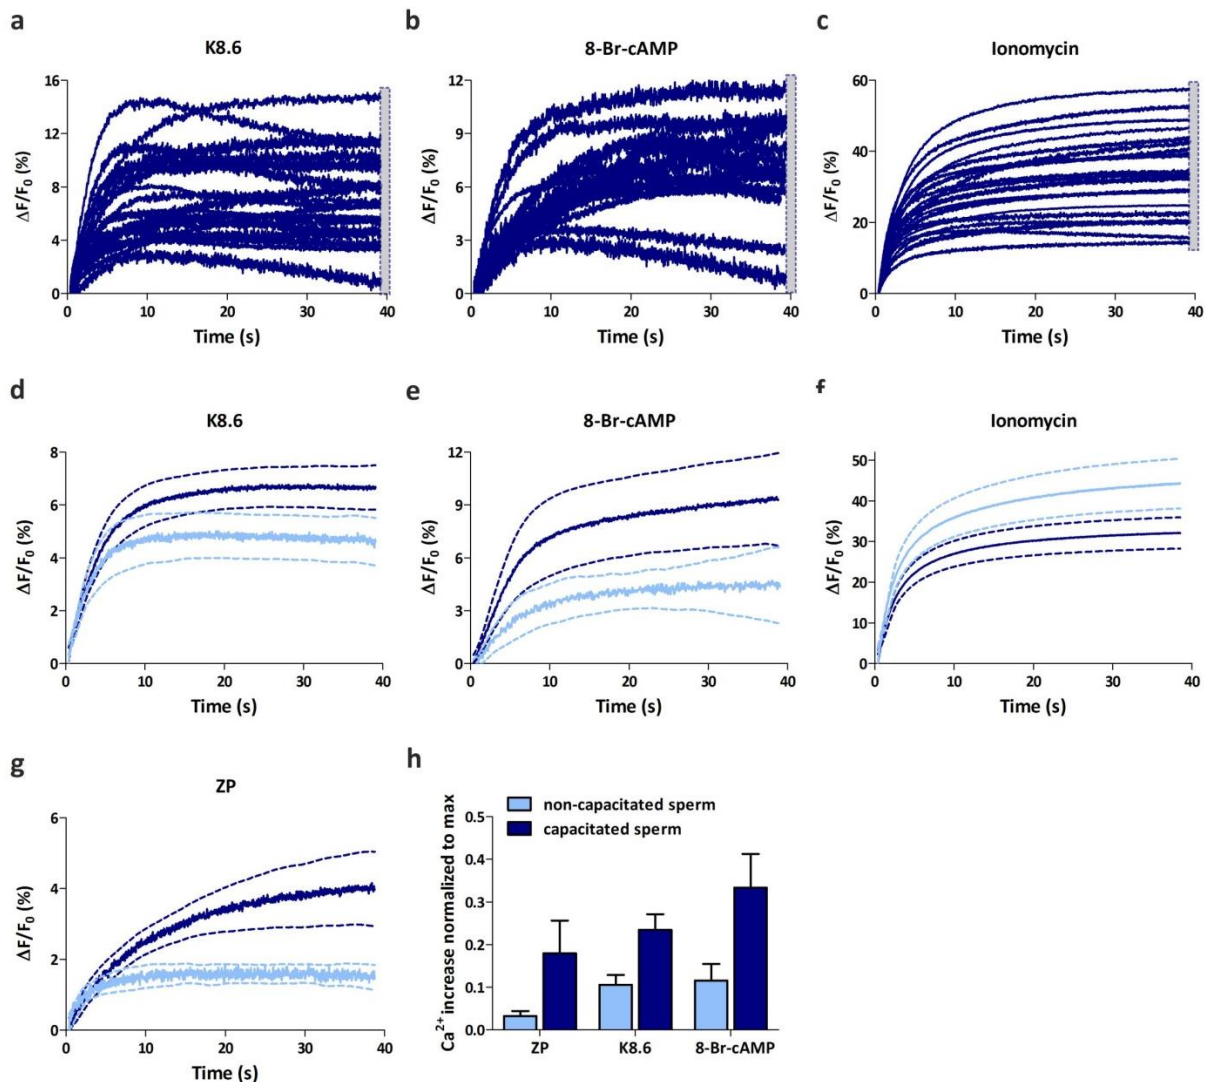 a
K8.6
ΔF/F₀ (%)
16
12
8
4
0
0 10 20 30 40
Time (s)
b
8-Br-cAMP
ΔF/F₀ (%)
12
9
6
3
0
0 10 20 30 40
Time (s)
c
Ionomycin
ΔF/F₀ (%)
60
40
20
0
0 10 20 30 40
Time (s)
d
K8.6
ΔF/F₀ (%)
8
6
4
2
0
0 10 20 30 40
Time (s)
e
8-Br-cAMP
ΔF/F₀ (%)
12
9
6
3
0
0 10 20 30 40
Time (s)
f
Ionomycin
ΔF/F₀ (%)
50
40
30
20
10
0
0 10 20 30 40
Time (s)
g
ZP
ΔF/F₀ (%)
6
4
2
0
0 10 20 30 40
Time (s)
h
non-capacitated sperm
capacitated sperm
Ca²⁺ increase normalized to max
0.5
0.4
0.3
0.2
0.1
0.0
ZP K8.6 8-Br-cAMP